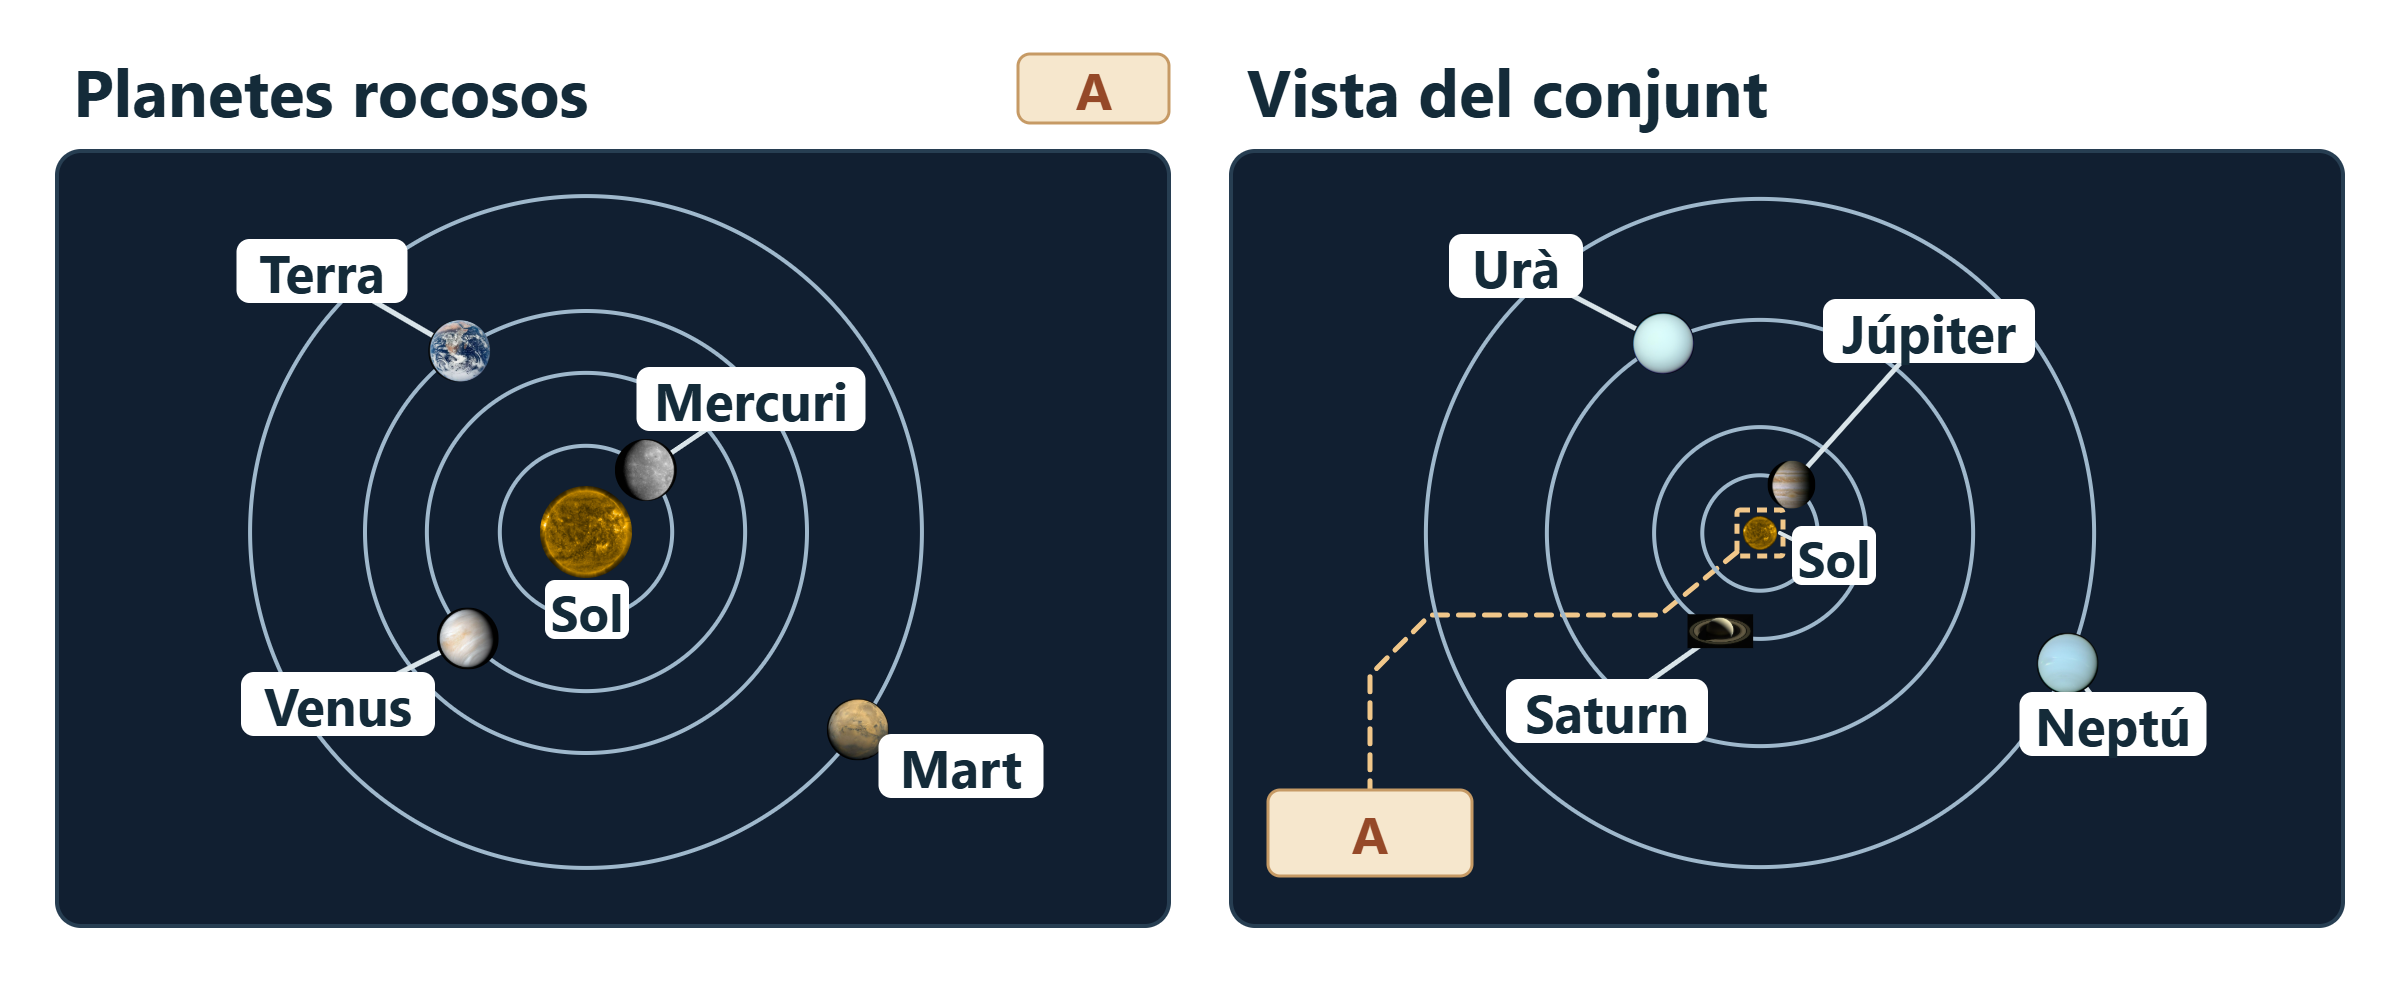 Planetes rocosos
A
Terra
Mercuri
Sol
Venus
Mart
Vista del conjunt
Urà
Júpiter
Sol
Saturn
Neptú
A